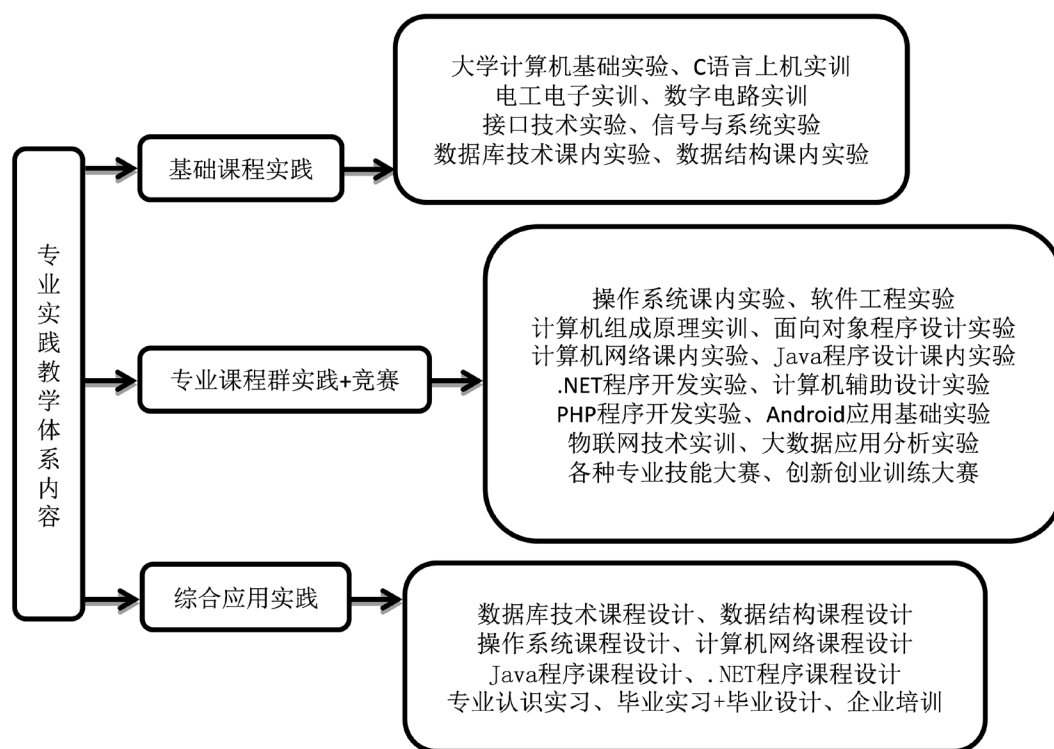 专业实践教学体系内容
基础课程实践
大学计算机基础实验、C语言上机实训
电工电子实训、数字电路实训
接口技术实验、信号与系统实验
数据库技术课内实验、数据结构课内实验
专业课程群实践+竞赛
操作系统课内实验、软件工程实验
计算机组成原理实训、面向对象程序设计实验
计算机网络课内实验、Java程序设计课内实验
.NET程序开发实验、计算机辅助设计实验
PHP程序开发实验、Android应用基础实验
物联网技术实训、大数据应用分析实验
各种专业技能大赛、创新创业训练大赛
综合应用实践
数据库技术课程设计、数据结构课程设计
操作系统课程设计、计算机网络课程设计
Java程序课程设计、.NET程序课程设计
专业认识实习、毕业实习+毕业设计、企业培训